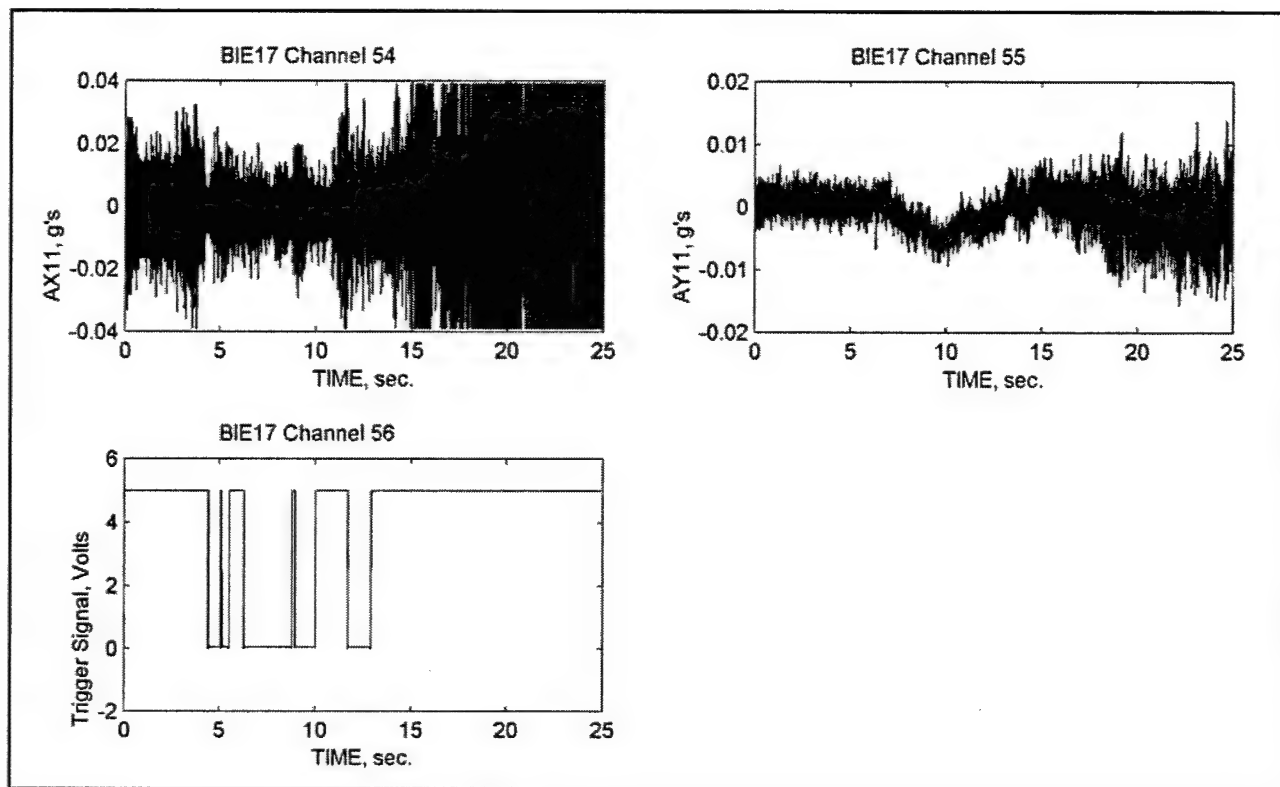 BIE17 Channel 54
0.04
0.02
0
-0.02
-0.04
AX11, g's
0 5 10 15 20 25
TIME, sec.
BIE17 Channel 55
0.02
0.01
0
-0.01
-0.02
AY11, g's
0 5 10 15 20 25
TIME, sec.
BIE17 Channel 56
6
4
2
0
-2
Trigger Signal, Volts
0 5 10 15 20 25
TIME, sec.